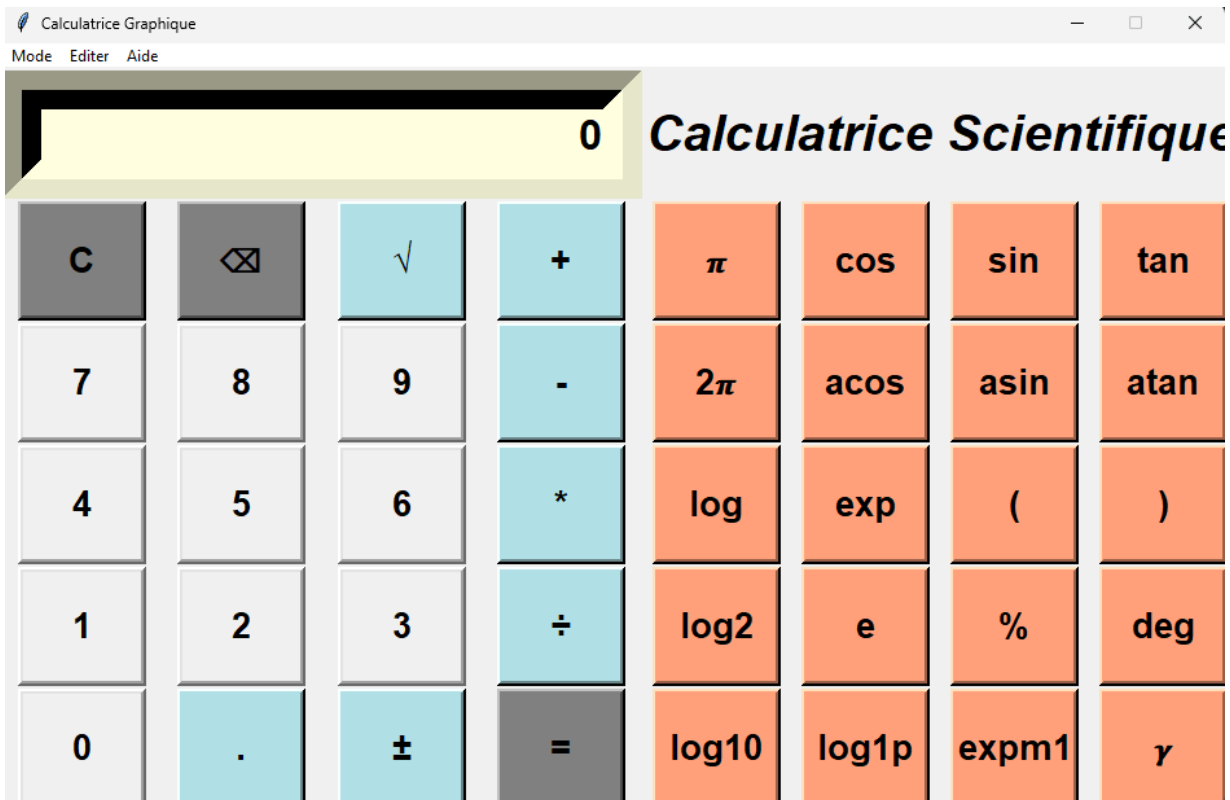 Calculatrice Graphique
Mode Editer Aide
0 Calculatrice Scientifique
C ⌫ √ + π cos sin tan
7 8 9 - 2π acos asin atan
4 5 6 * log exp ( )
1 2 3 ÷ log2 e % deg
0 . ± = log10 log1p expm1 γ